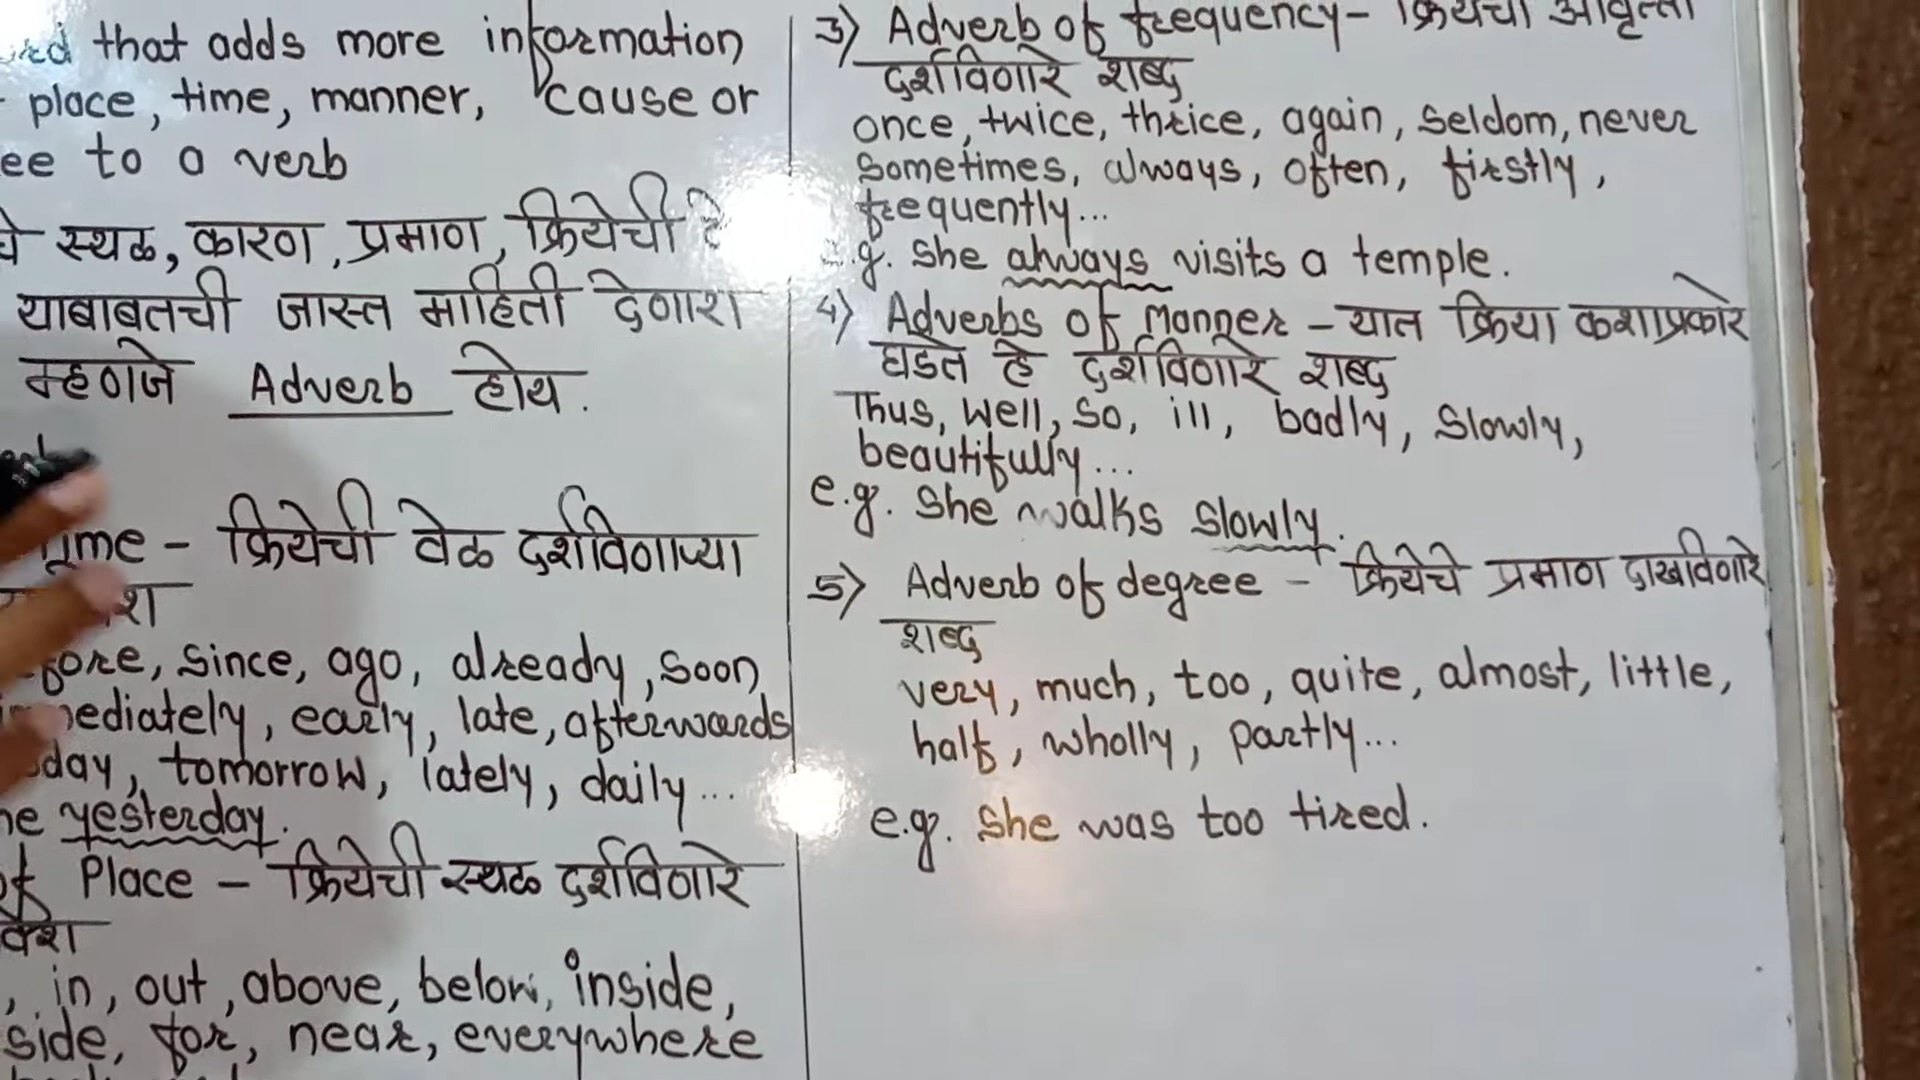 that adds more information
place, time, manner, cause or
ee to a verb
स्थळ, कारण, प्रमाण, क्रियेची
याबाबतची जास्त माहिती देणारा
म्हणजे Adverb होय.
क्रियेची वेळ दर्शविणाऱ्या
fore, since, ago, already, soon
mediately, early, late, afterwards
day, tomorrow, lately, daily...
yesterday.
of Place - क्रियेची स्थळ दर्शविणारे
, in, out, above, below, inside,
side, for, near, everywhere
3) Adverb of frequency- क्रियेची आवृत्ती
दर्शविणारे शब्द
once, twice, thrice, again, seldom, never
sometimes, always, often, firstly,
frequently...
e.g. She always visits a temple.
4) Adverbs of Manner - यात क्रिया कशाप्रकारे
घडते हे दर्शविणारे शब्द
Thus, well, so, ill, badly, slowly,
beautifully...
e.g. She walks slowly.
5) Adverb of degree - क्रियेचे प्रमाण दाखविणारे
शब्द
very, much, too, quite, almost, little,
half, wholly, partly...
e.g. She was too tired.